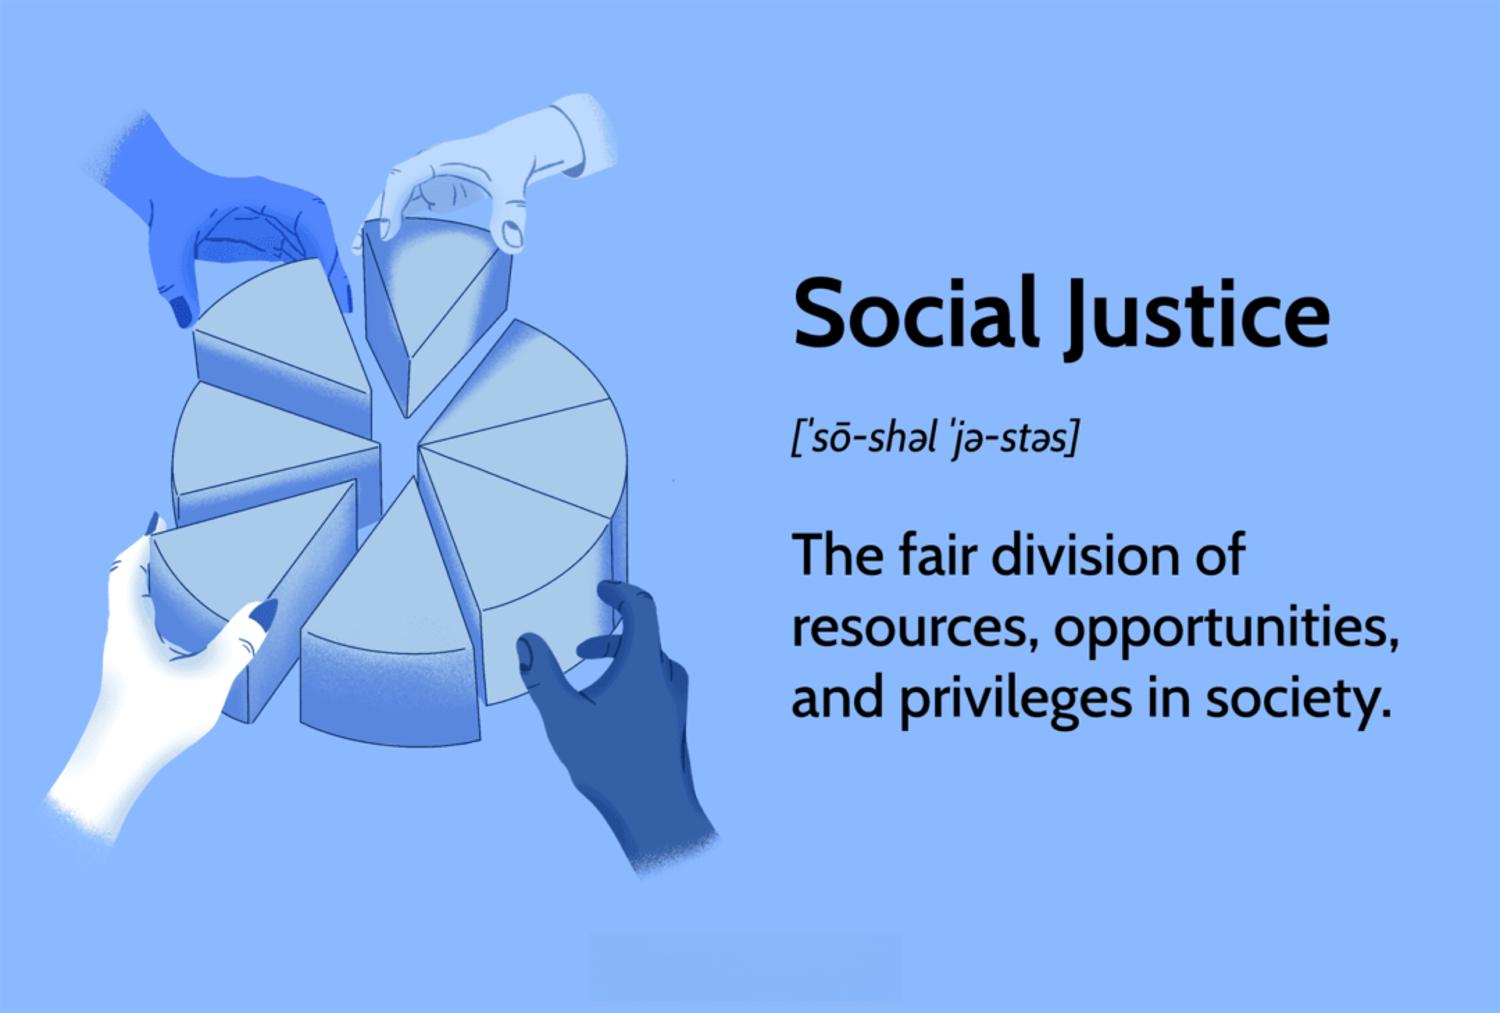 Social Justice
[ˈsō-shəl ˈjə-stəs]
The fair division of
resources, opportunities,
and privileges in society.